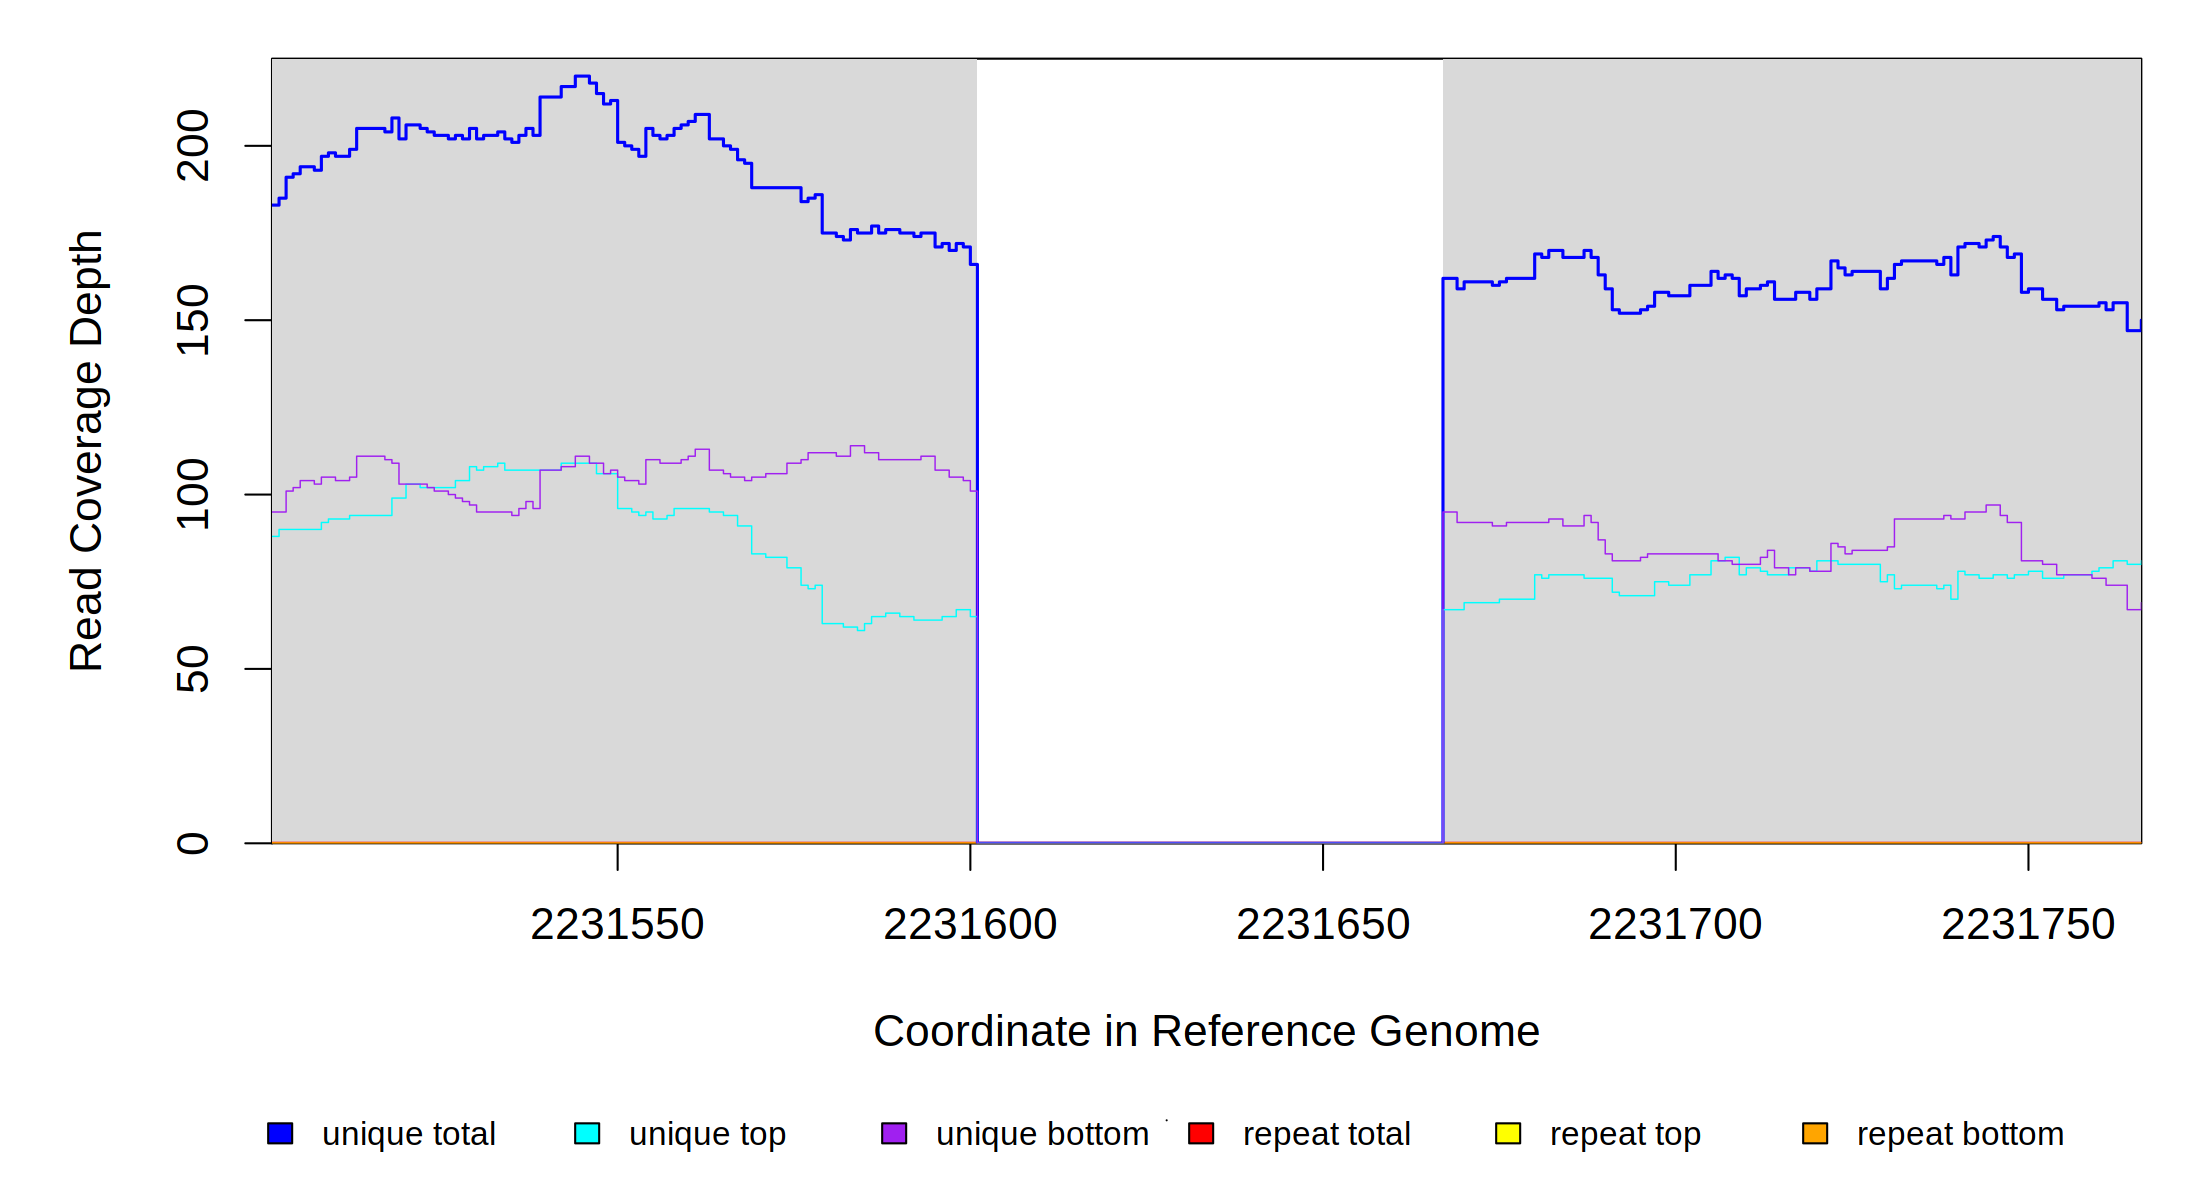 Read Coverage Depth
200
150
100
50
0
2231550 2231600 2231650 2231700 2231750
Coordinate in Reference Genome
unique total unique top unique bottom repeat total repeat top repeat bottom